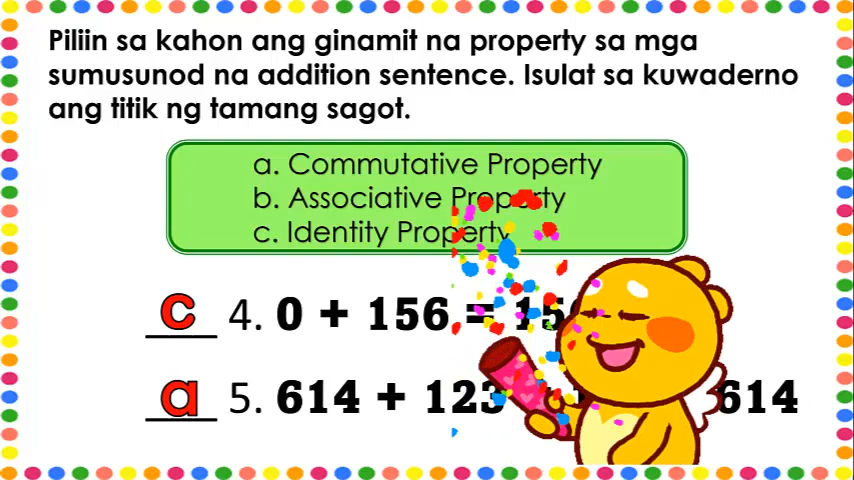 Piliin sa kahon ang ginamit na property sa mga
sumusunod na addition sentence. Isulat sa kuwaderno
ang titik ng tamang sagot.
a. Commutative Property
b. Associative Property
c. Identity Property
c 4. 0 + 156 =
a 5. 614 + 123 614